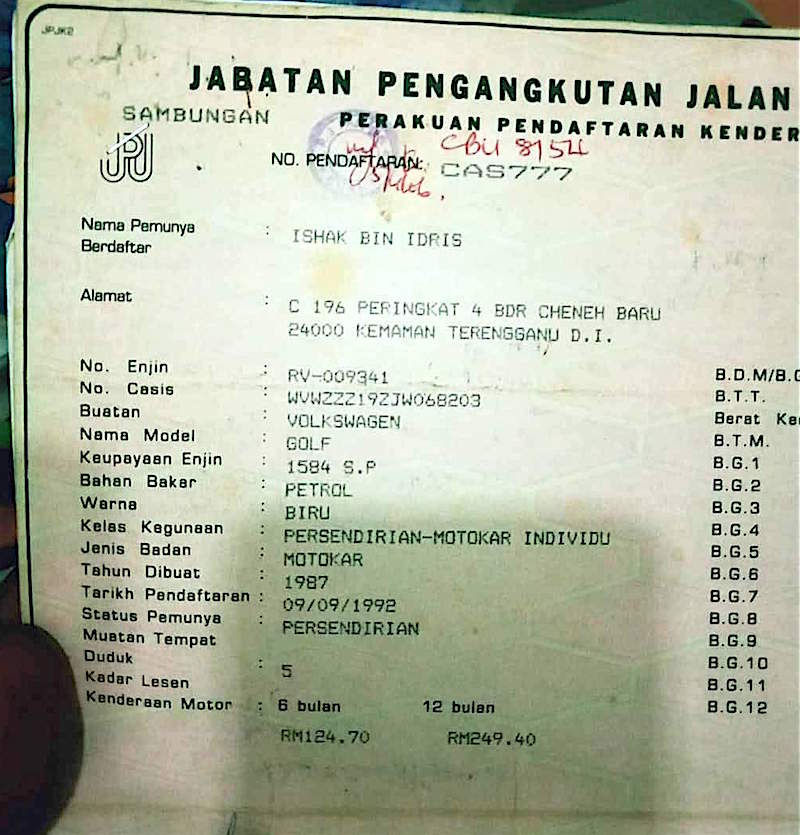 JPJK2
JABATAN PENGANGKUTAN JALAN
SAMBUNGAN
PERAKUAN PENDAFTARAN KENDER
JPJ
CBU 8154
NO. PENDAFTARAN: CAS777
Nama Pemunya Berdaftar : ISHAK BIN IDRIS
Alamat : C 196 PERINGKAT 4 BDR CHENEH BARU
24000 KEMAMAN TERENGGANU D.I.
No. Enjin : RV-009341 B.D.M/B.G
No. Casis : WVWZZZ19ZJW068203 B.T.T.
Buatan : VOLKSWAGEN Berat Ken
Nama Model : GOLF B.T.M.
Keupayaan Enjin : 1584 S.P B.G.1
Bahan Bakar : PETROL B.G.2
Warna : BIRU B.G.3
Kelas Kegunaan : PERSENDIRIAN-MOTOKAR INDIVIDU B.G.4
Jenis Badan : MOTOKAR B.G.5
Tahun Dibuat : 1987 B.G.6
Tarikh Pendaftaran : 09/09/1992 B.G.7
Status Pemunya : PERSENDIRIAN B.G.8
Muatan Tempat Duduk : 5 B.G.9
B.G.10
Kadar Lesen B.G.11
Kenderaan Motor : 6 bulan 12 bulan B.G.12
RM124.70 RM249.40